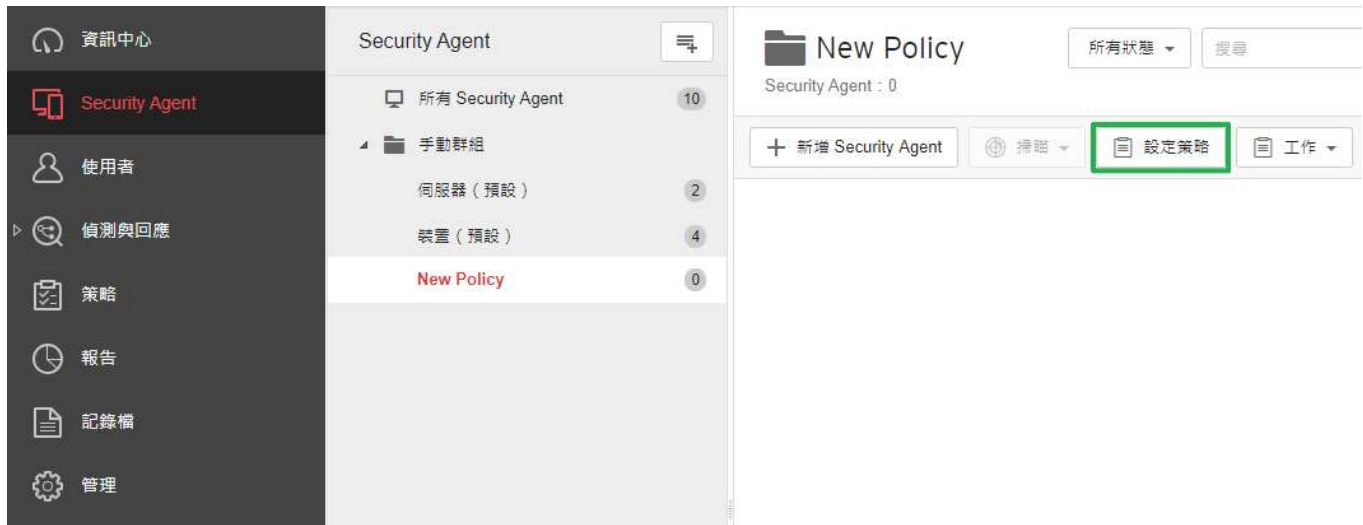 資訊中心
Security Agent
使用者
偵測與回應
策略
報告
記錄檔
管理
Security Agent
所有 Security Agent 10
手動群組
伺服器（預設） 2
裝置（預設） 4
New Policy 0
New Policy 所有狀態 搜尋
Security Agent：0
新增 Security Agent 掃瞄 設定策略 工作